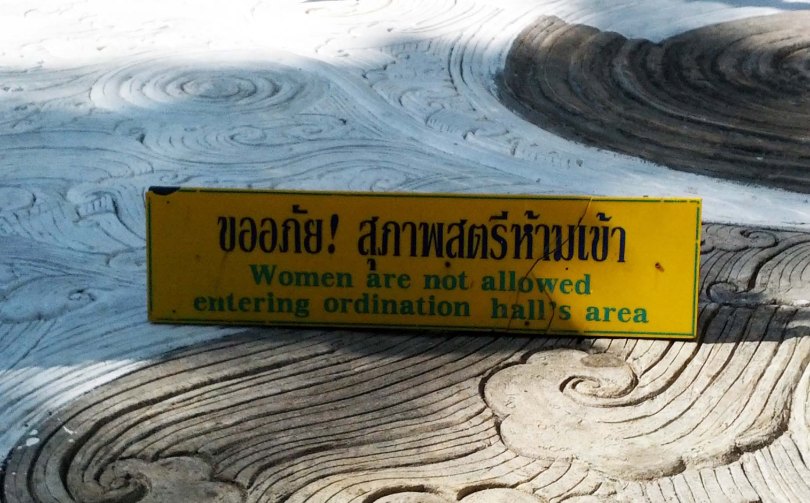 ขออภัย! สุภาพสตรีห้ามเข้า
Women are not allowed
entering ordination hall's area